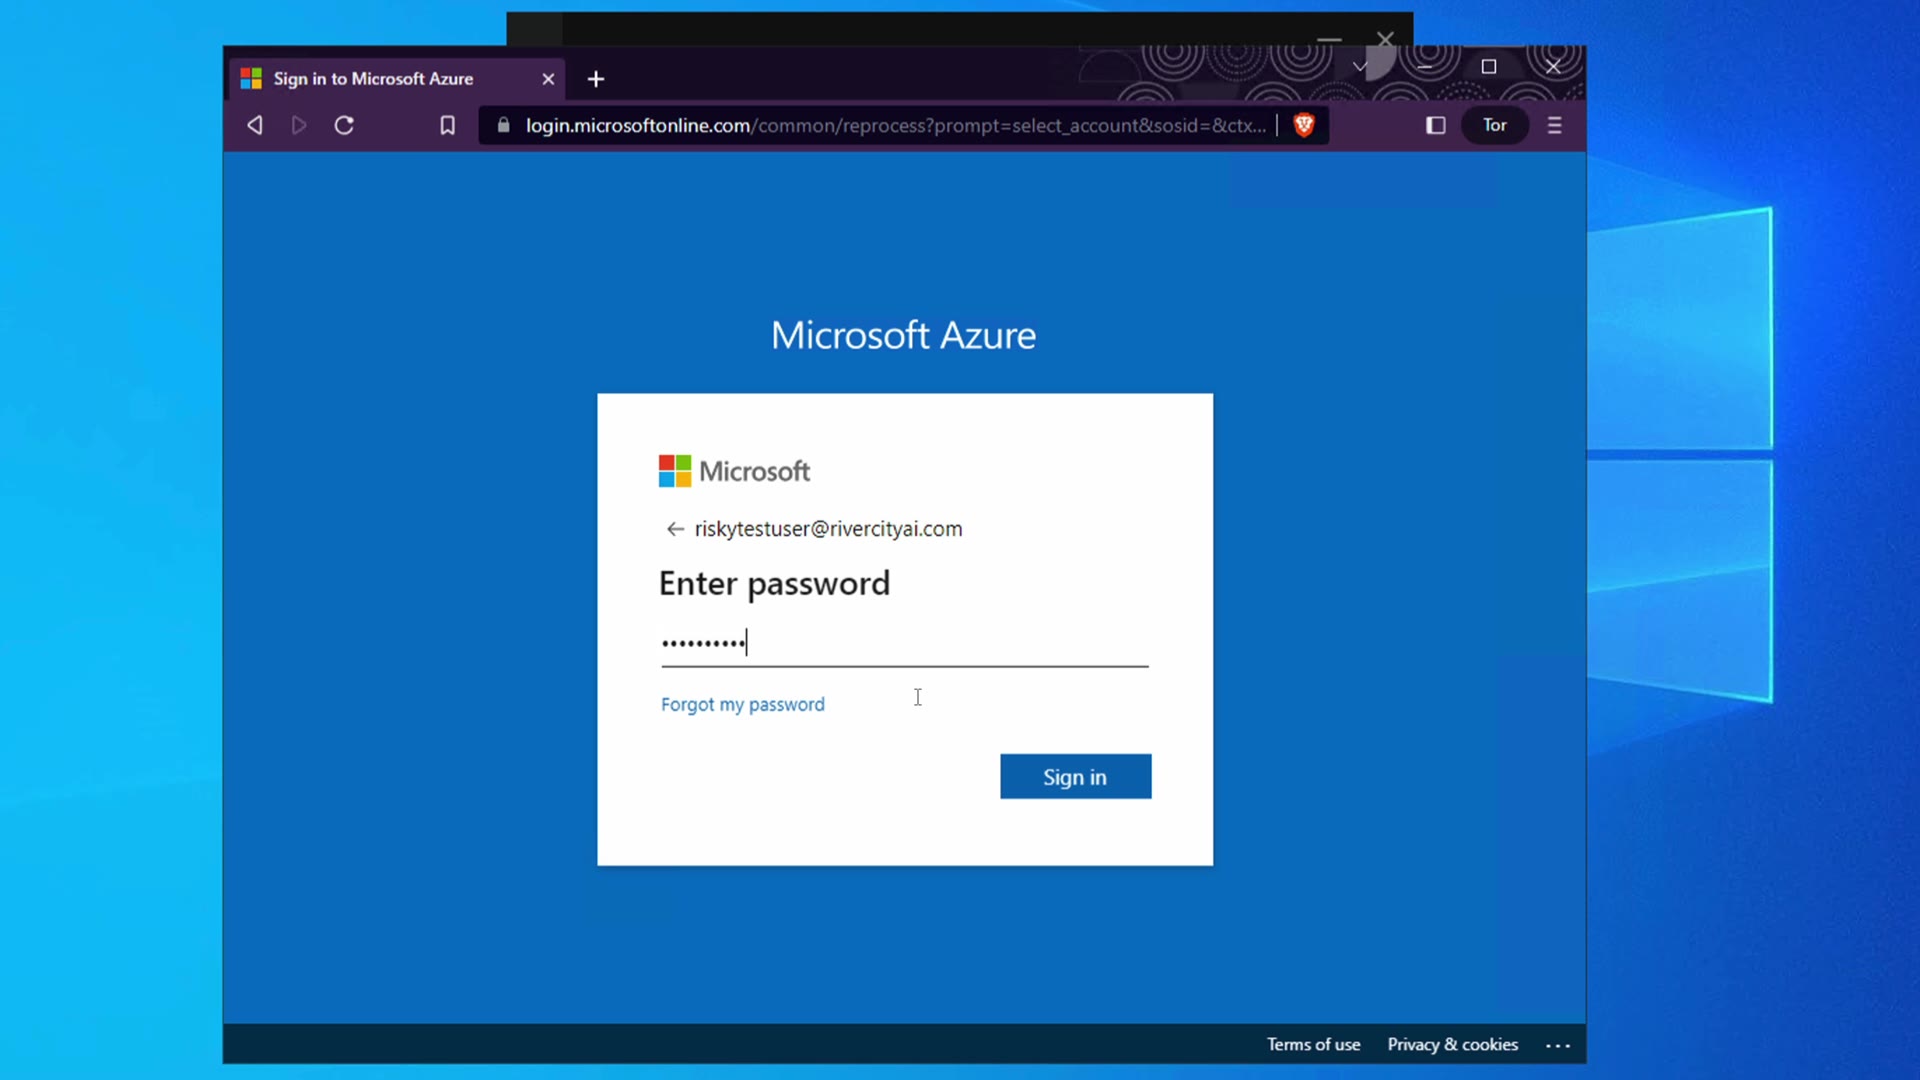 Sign in to Microsoft Azure
login.microsoftonline.com/common/reprocess?prompt=select_account&sosid=&ctx...
Tor
Microsoft Azure
Microsoft
riskytestuser@rivercityai.com
Enter password
Forgot my password
Sign in
Terms of use Privacy & cookies